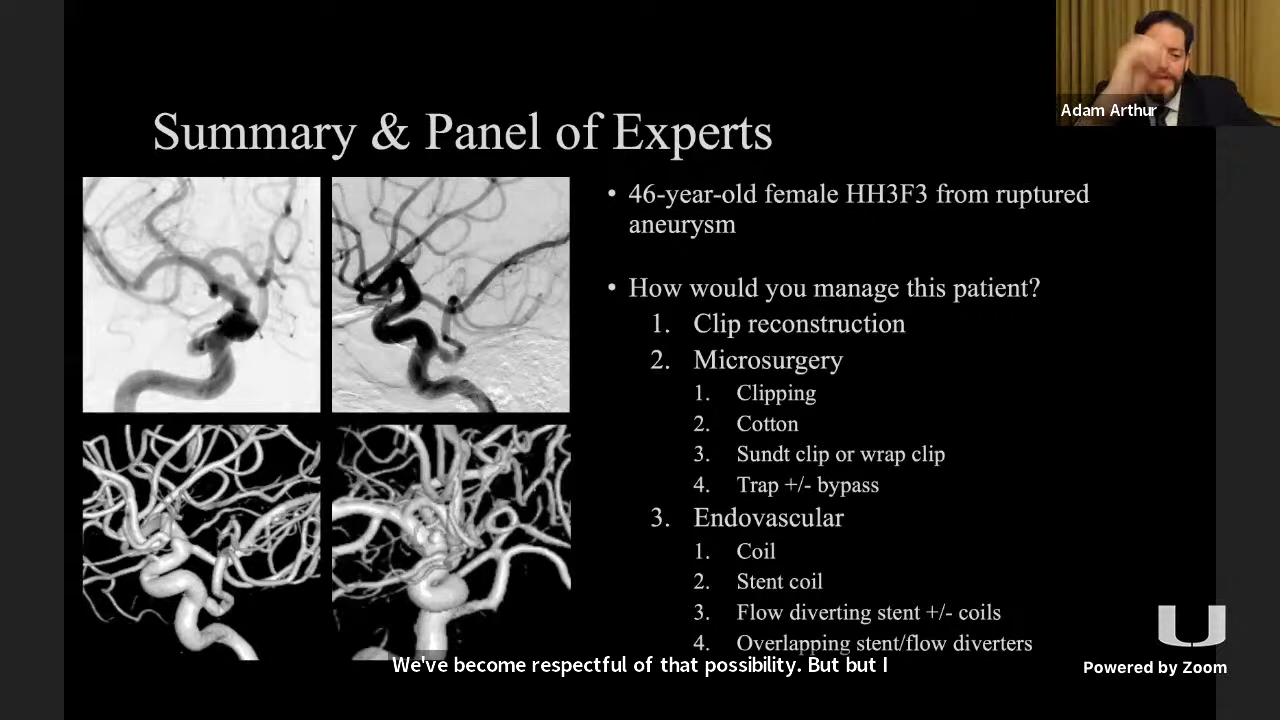 Adam Arthur
Summary & Panel of Experts
• 46-year-old female HH3F3 from ruptured
aneurysm
• How would you manage this patient?
1. Clip reconstruction
2. Microsurgery
1. Clipping
2. Cotton
3. Sundt clip or wrap clip
4. Trap +/- bypass
3. Endovascular
1. Coil
2. Stent coil
3. Flow diverting stent +/- coils
4. Overlapping stent/flow diverters
We've become respectful of that possibility. But but I
U
Powered by Zoom